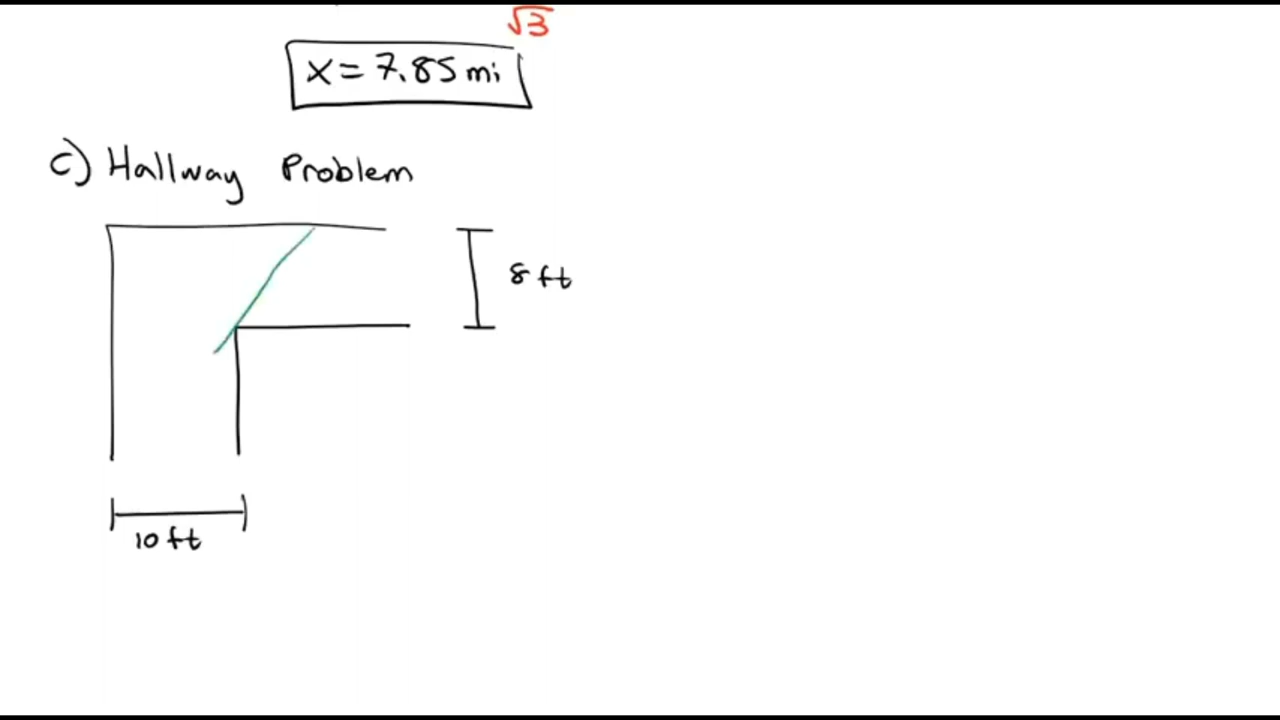 √3
x = 7.85 mi
c) Hallway Problem
8 ft
10 ft